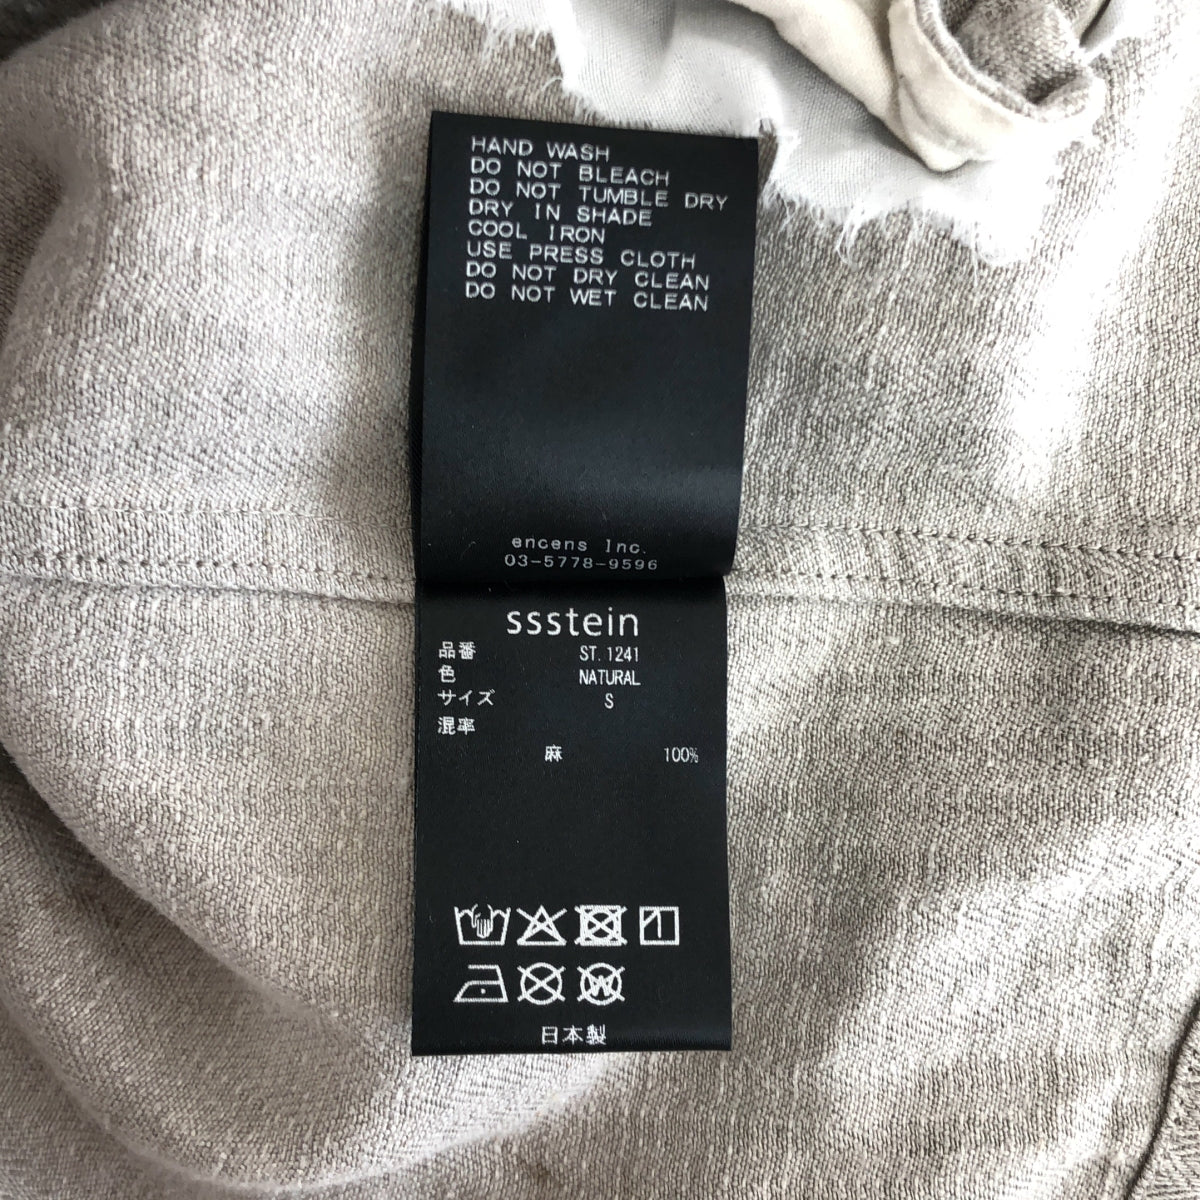 HAND WASH
DO NOT BLEACH
DO NOT TUMBLE DRY
DRY IN SHADE
COOL IRON
USE PRESS CLOTH
DO NOT DRY CLEAN
DO NOT WET CLEAN
encens Inc.
03-5778-9596
ssstein
品番 ST.1241
色 NATURAL
サイズ S
混率
麻 100%
W
日本製